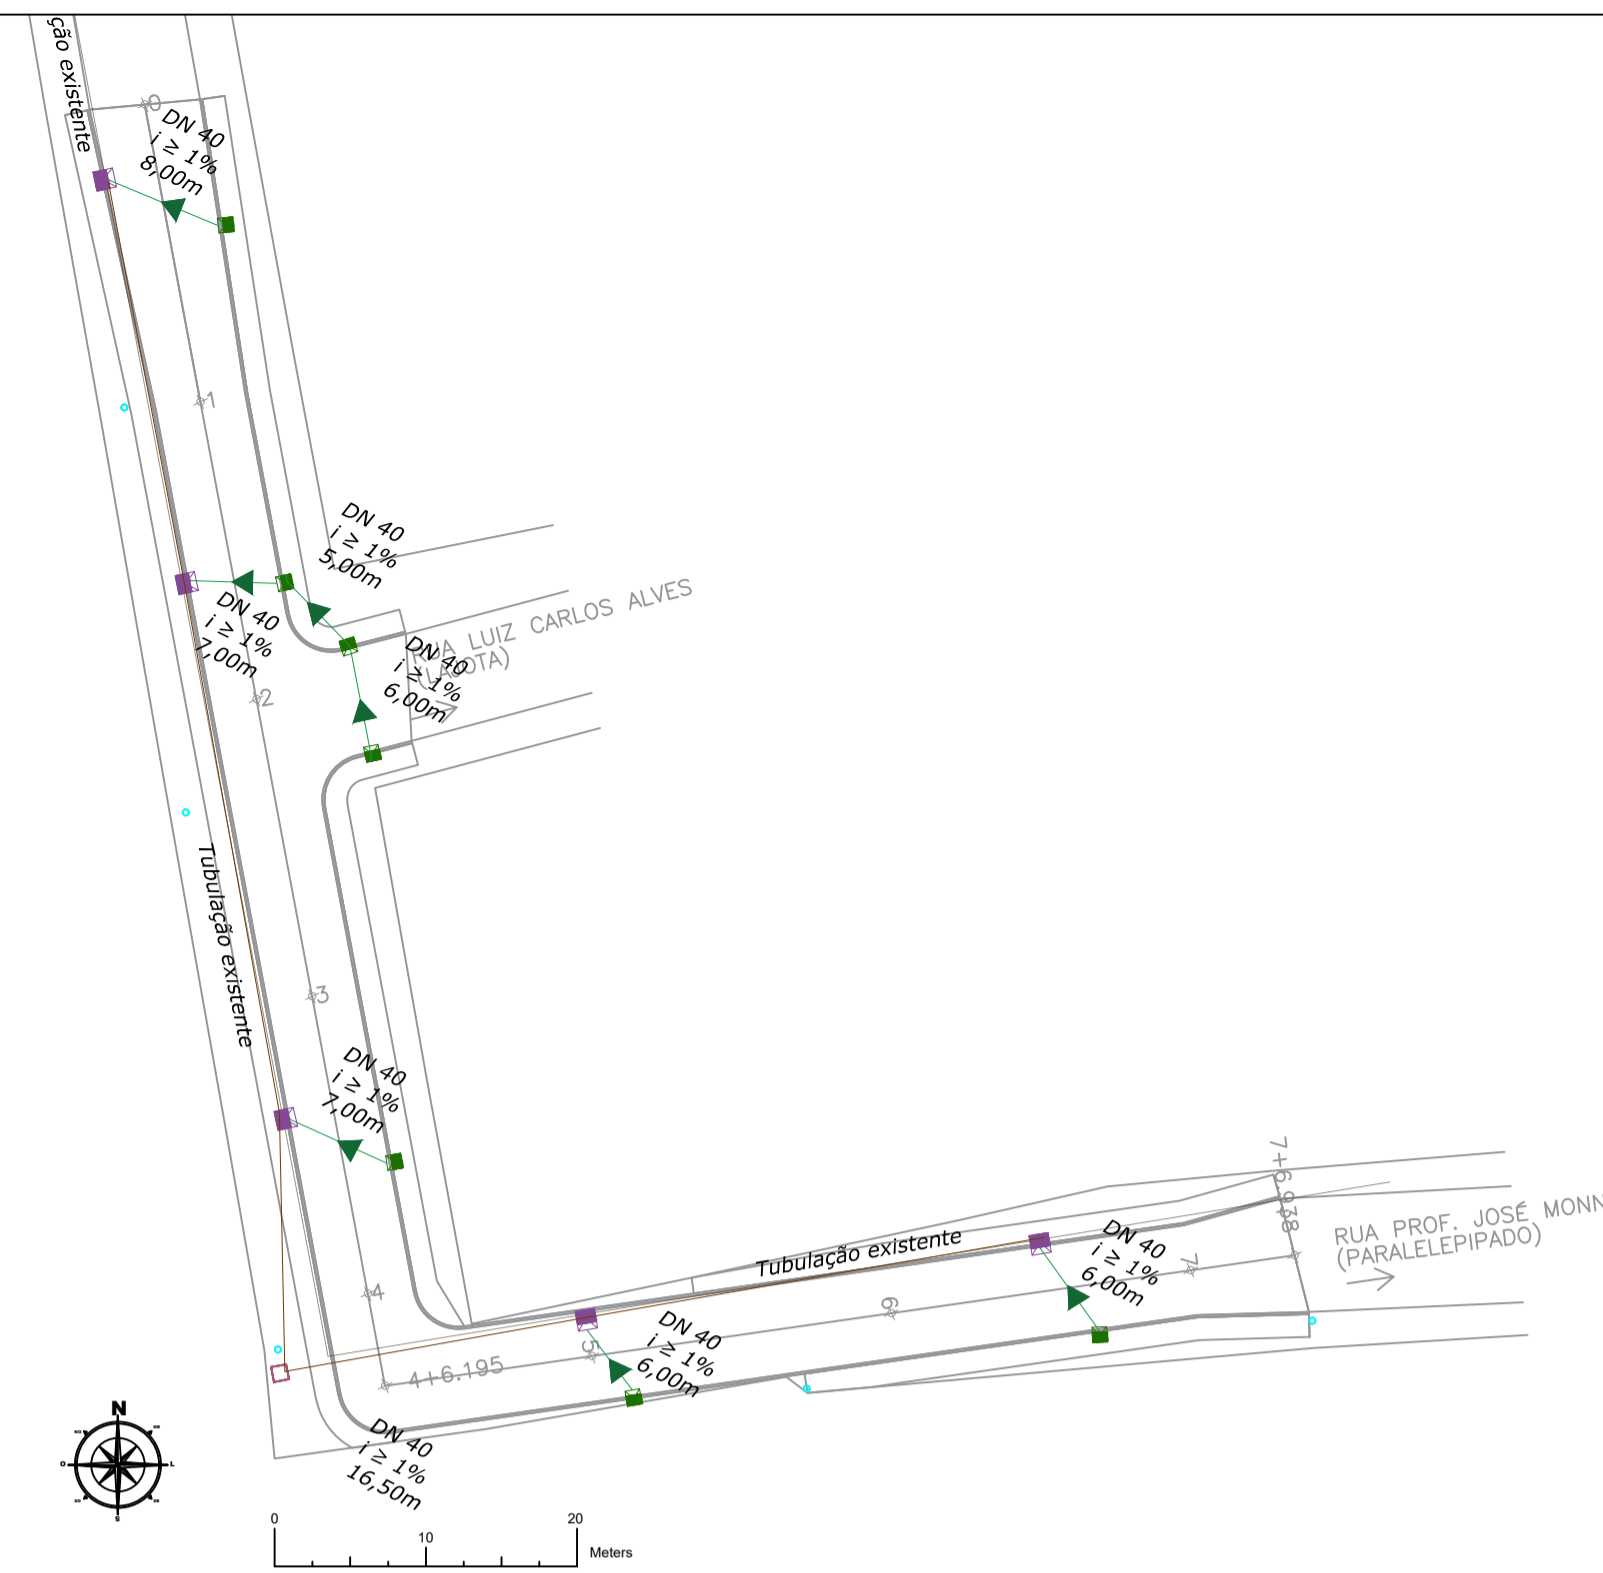 ção existente
0
DN 40
i ≥ 1%
8,00m
1
DN 40
i ≥ 1%
5,00m
DN 40
i ≥ 1%
7,00m
RUA LUIZ CARLOS ALVES
(LAJOTA)
DN 40
i ≥ 1%
6,00m
2
Tubulação existente
3
DN 40
i ≥ 1%
7,00m
4
4+6.195
Tubulação existente
5
DN 40
i ≥ 1%
6,00m
6
DN 40
i ≥ 1%
6,00m
7
7+6.938
RUA PROF. JOSÉ MONN
(PARALELEPIPADO)
DN 40
i ≥ 1%
16,50m
N
O
L
S
0
10
20
Meters